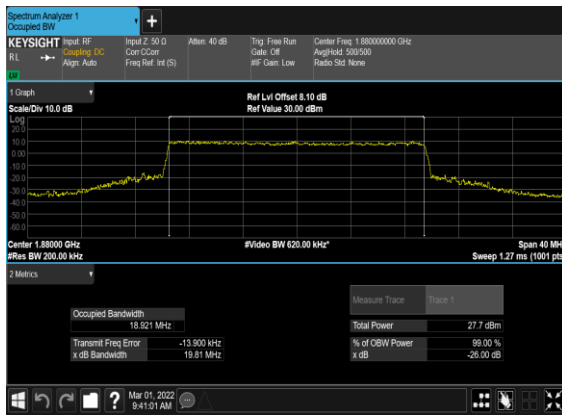 Spectrum Analyzer 1
Occupied BW
KEYSIGHT Input: RF Input Z: 50 Ω Atten: 40 dB Trig: Free Run Center Freq: 1.880000000 GHz
RL Coupling: DC Corr CCorr Gate: Off Avg|Hold: 500/500
Align: Auto Freq Ref: Int (S) #IF Gain: Low Radio Std: None
1 Graph
Scale/Div 10.0 dB Ref Lvl Offset 8.10 dB
Ref Value 30.00 dBm
Log
20.0
10.0
0.00
-10.0
-20.0
-30.0
-40.0
-50.0
-60.0
Center 1.88000 GHz #Video BW 620.00 kHz* Span 40 MH
#Res BW 200.00 kHz Sweep 1.27 ms (1001 pts
2 Metrics
Measure Trace Trace 1
Occupied Bandwidth
18.921 MHz Total Power 27.7 dBm
Transmit Freq Error -13.900 kHz % of OBW Power 99.00 %
x dB Bandwidth 19.81 MHz x dB -26.00 dB
Mar 01, 2022
9:41:01 AM